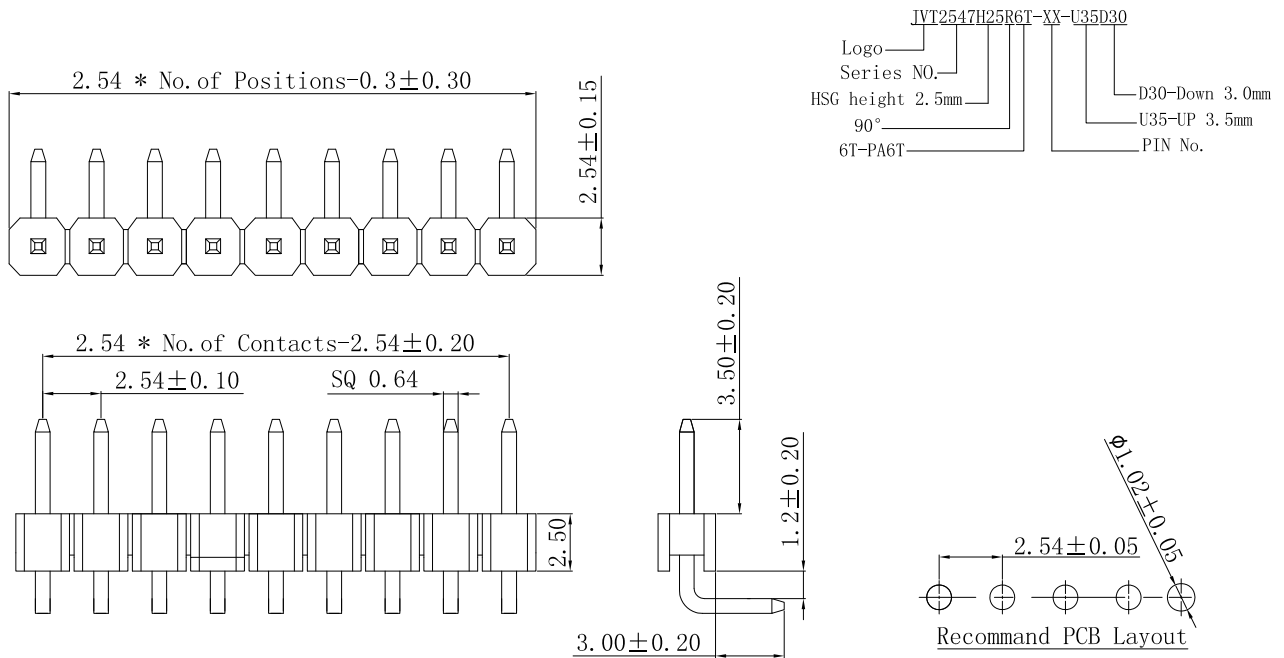 JVT2547H25R6T-XX-U35D30
Logo
Series NO.
HSG height 2.5mm
90°
6T-PA6T
D30-Down 3.0mm
U35-UP 3.5mm
PIN No.
2.54 * No.of Positions-0.3±0.30
2.54±0.15
2.54 * No.of Contacts-2.54±0.20
2.54±0.10
SQ 0.64
2.50
3.50±0.20
1.2±0.20
3.00±0.20
ϕ1.02±0.05
2.54±0.05
Recommand PCB Layout